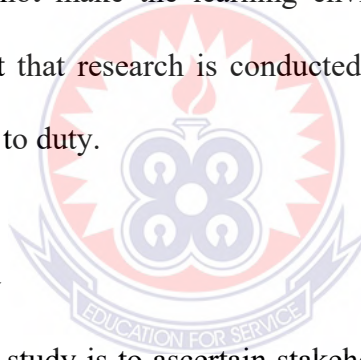 not make the learning
t that research is conducted
to duty.
EDUCATION FOR SERVICE
study is to ascertain